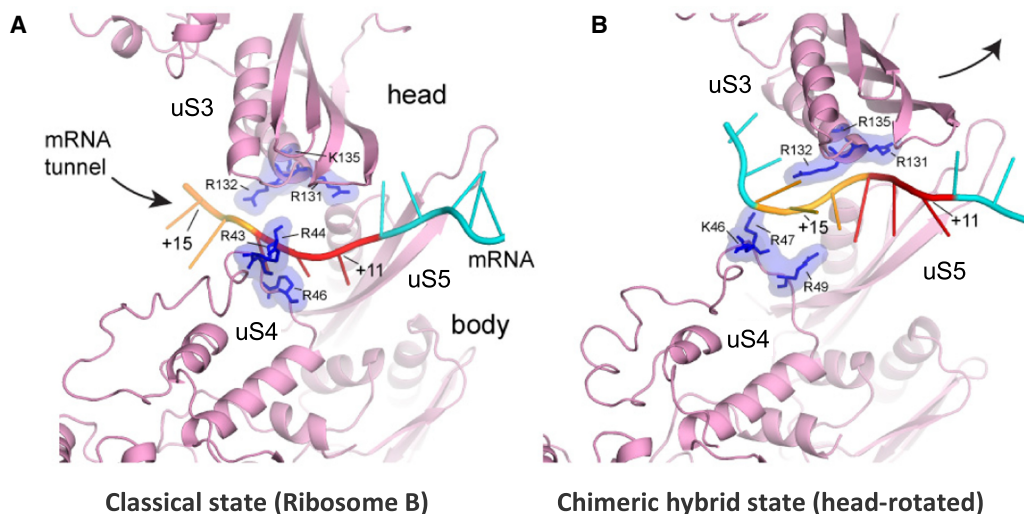 A
uS3
head
mRNA
tunnel
K135
R132
R131
R43
R44
+15
+11
mRNA
R46
uS5
uS4
body
Classical state (Ribosome B)
B
uS3
R135
R132
R131
K46
R47
+15
+11
R49
uS5
uS4
Chimeric hybrid state (head-rotated)